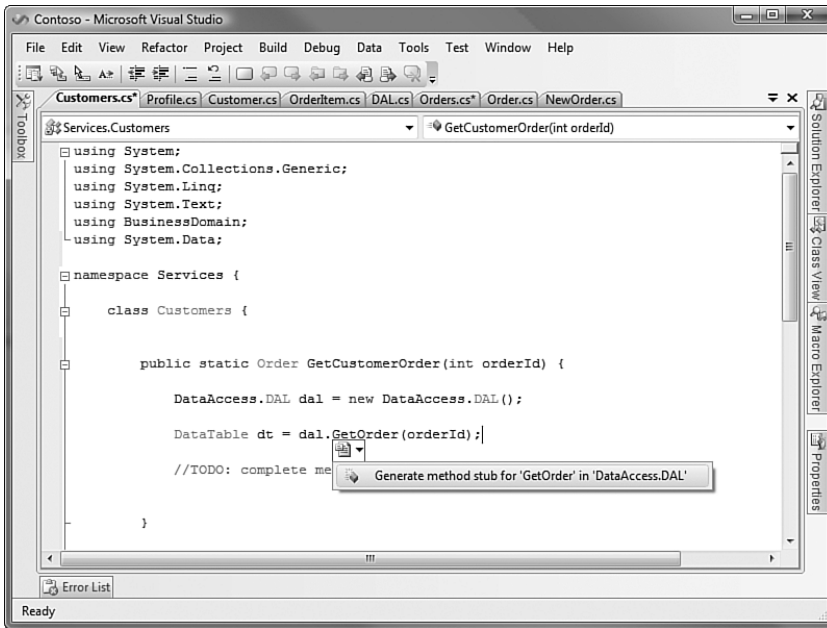 Contoso - Microsoft Visual Studio
File Edit View Refactor Project Build Debug Data Tools Test Window Help
Customers.cs* Profile.cs Customer.cs OrderItem.cs DAL.cs Orders.cs* Order.cs NewOrder.cs
Toolbox
Services.Customers GetCustomerOrder(int orderId)
using System;
using System.Collections.Generic;
using System.Linq;
using System.Text;
using BusinessDomain;
using System.Data;
namespace Services {
class Customers {
public static Order GetCustomerOrder(int orderId) {
DataAccess.DAL dal = new DataAccess.DAL();
DataTable dt = dal.GetOrder(orderId);
//TODO: complete me
Generate method stub for 'GetOrder' in 'DataAccess.DAL'
}
Solution Explorer
Class View
Macro Explorer
Properties
Error List
Ready